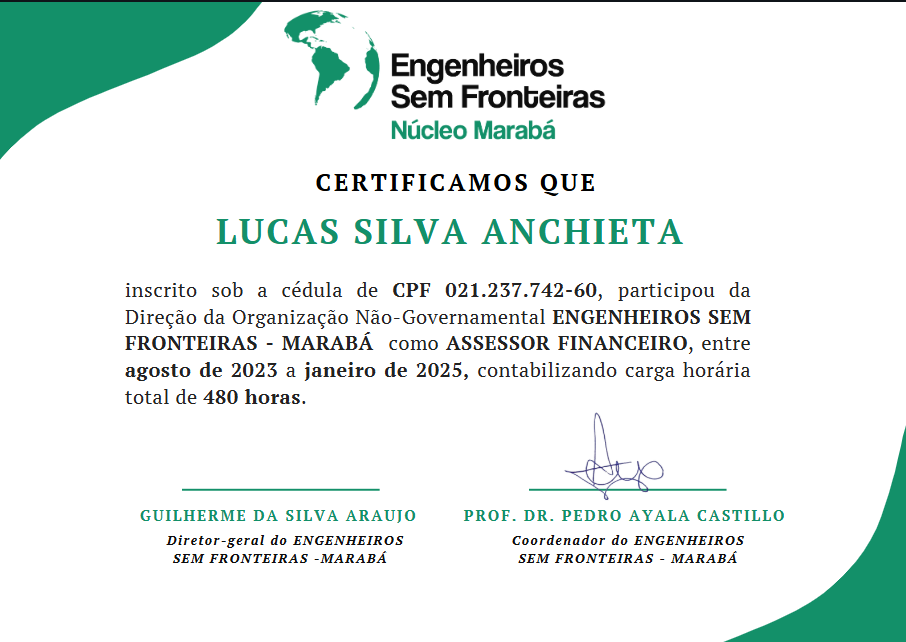 Engenheiros
Sem Fronteiras
Núcleo Marabá
CERTIFICAMOS QUE
LUCAS SILVA ANCHIETA
inscrito sob a cédula de CPF 021.237.742-60, participou da
Direção da Organização Não-Governamental ENGENHEIROS SEM
FRONTEIRAS - MARABÁ como ASSESSOR FINANCEIRO, entre
agosto de 2023 a janeiro de 2025, contabilizando carga horária
total de 480 horas.
GUILHERME DA SILVA ARAUJO
Diretor-geral do ENGENHEIROS
SEM FRONTEIRAS -MARABÁ
PROF. DR. PEDRO AYALA CASTILLO
Coordenador do ENGENHEIROS
SEM FRONTEIRAS - MARABÁ